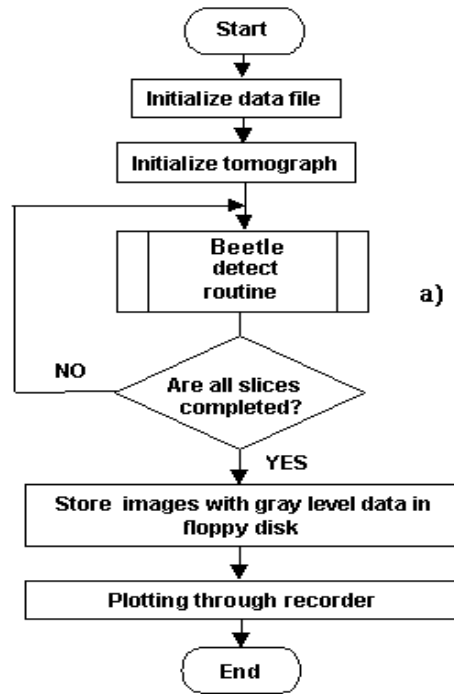 Start
Initialize data file
Initialize tomograph
Beetle
detect
routine
a)
NO
Are all slices
completed?
YES
Store images with gray level data in
floppy disk
Plotting through recorder
End